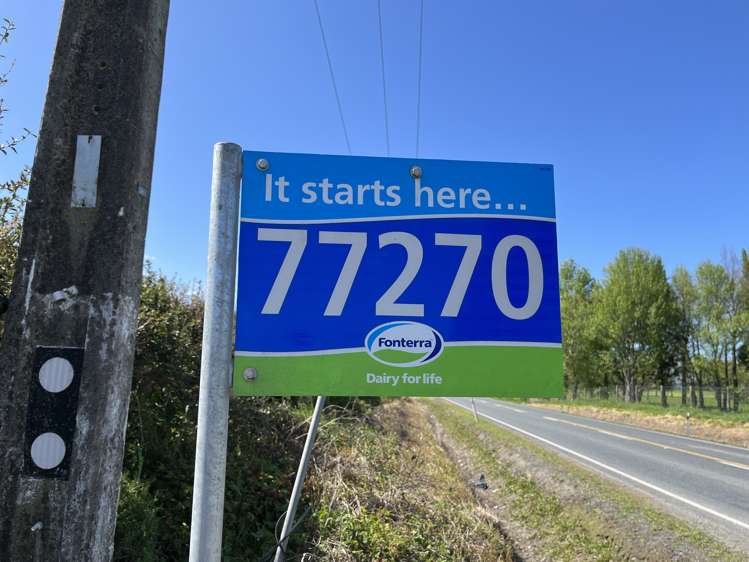 It starts here...
77270
Fonterra
Dairy for life